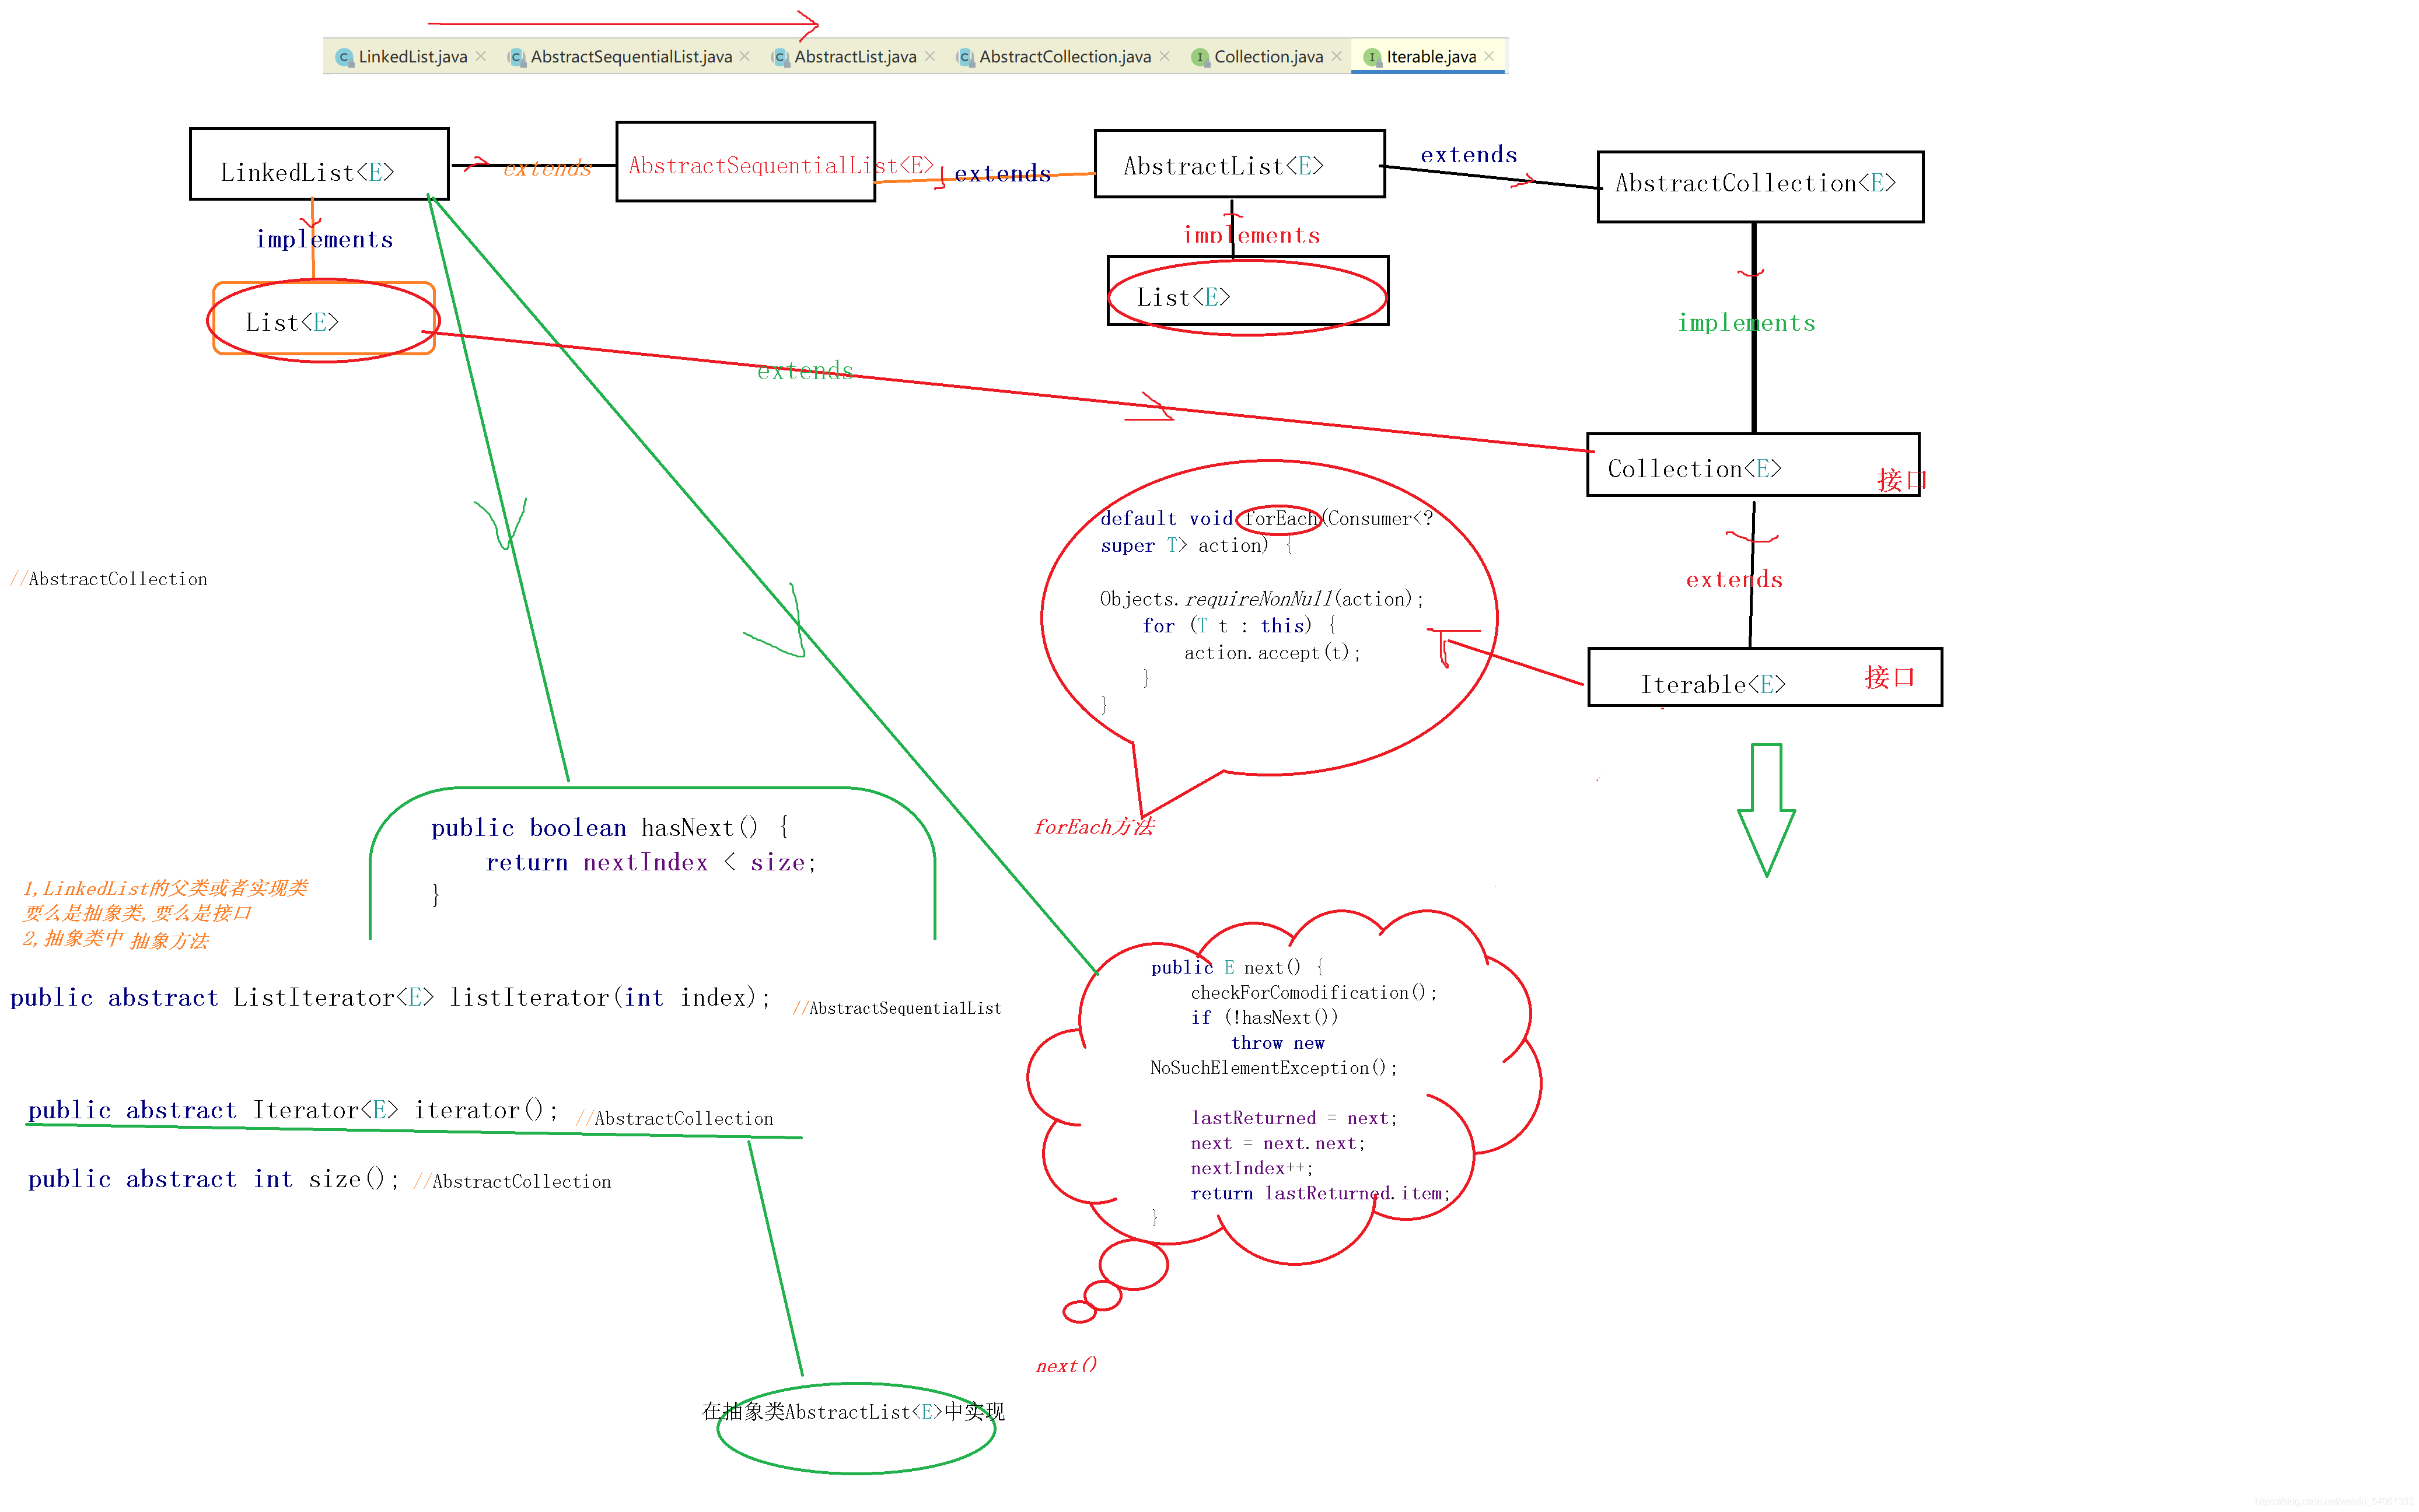 LinkedList.java AbstractSequentialList.java AbstractList.java AbstractCollection.java Collection.java Iterable.java
LinkedList<E>
extends
AbstractSequentialList<E>
extends
AbstractList<E>
extends
AbstractCollection<E>
implements
List<E>
implements
List<E>
implements
extends
Collection<E>
接口
extends
Iterable<E>
接口
default void forEach(Consumer<?
super T> action) {
Objects.requireNonNull(action);
for (T t : this) {
action.accept(t);
}
}
forEach方法
//AbstractCollection
public boolean hasNext() {
return nextIndex < size;
}
1,LinkedList的父类或者实现类
要么是抽象类,要么是接口
2,抽象类中 抽象方法
public abstract ListIterator<E> listIterator(int index); //AbstractSequentialList
public abstract Iterator<E> iterator(); //AbstractCollection
public abstract int size(); //AbstractCollection
public E next() {
checkForComodification();
if (!hasNext())
throw new
NoSuchElementException();
lastReturned = next;
next = next.next;
nextIndex++;
return lastReturned.item;
}
next()
在抽象类AbstractList<E>中实现